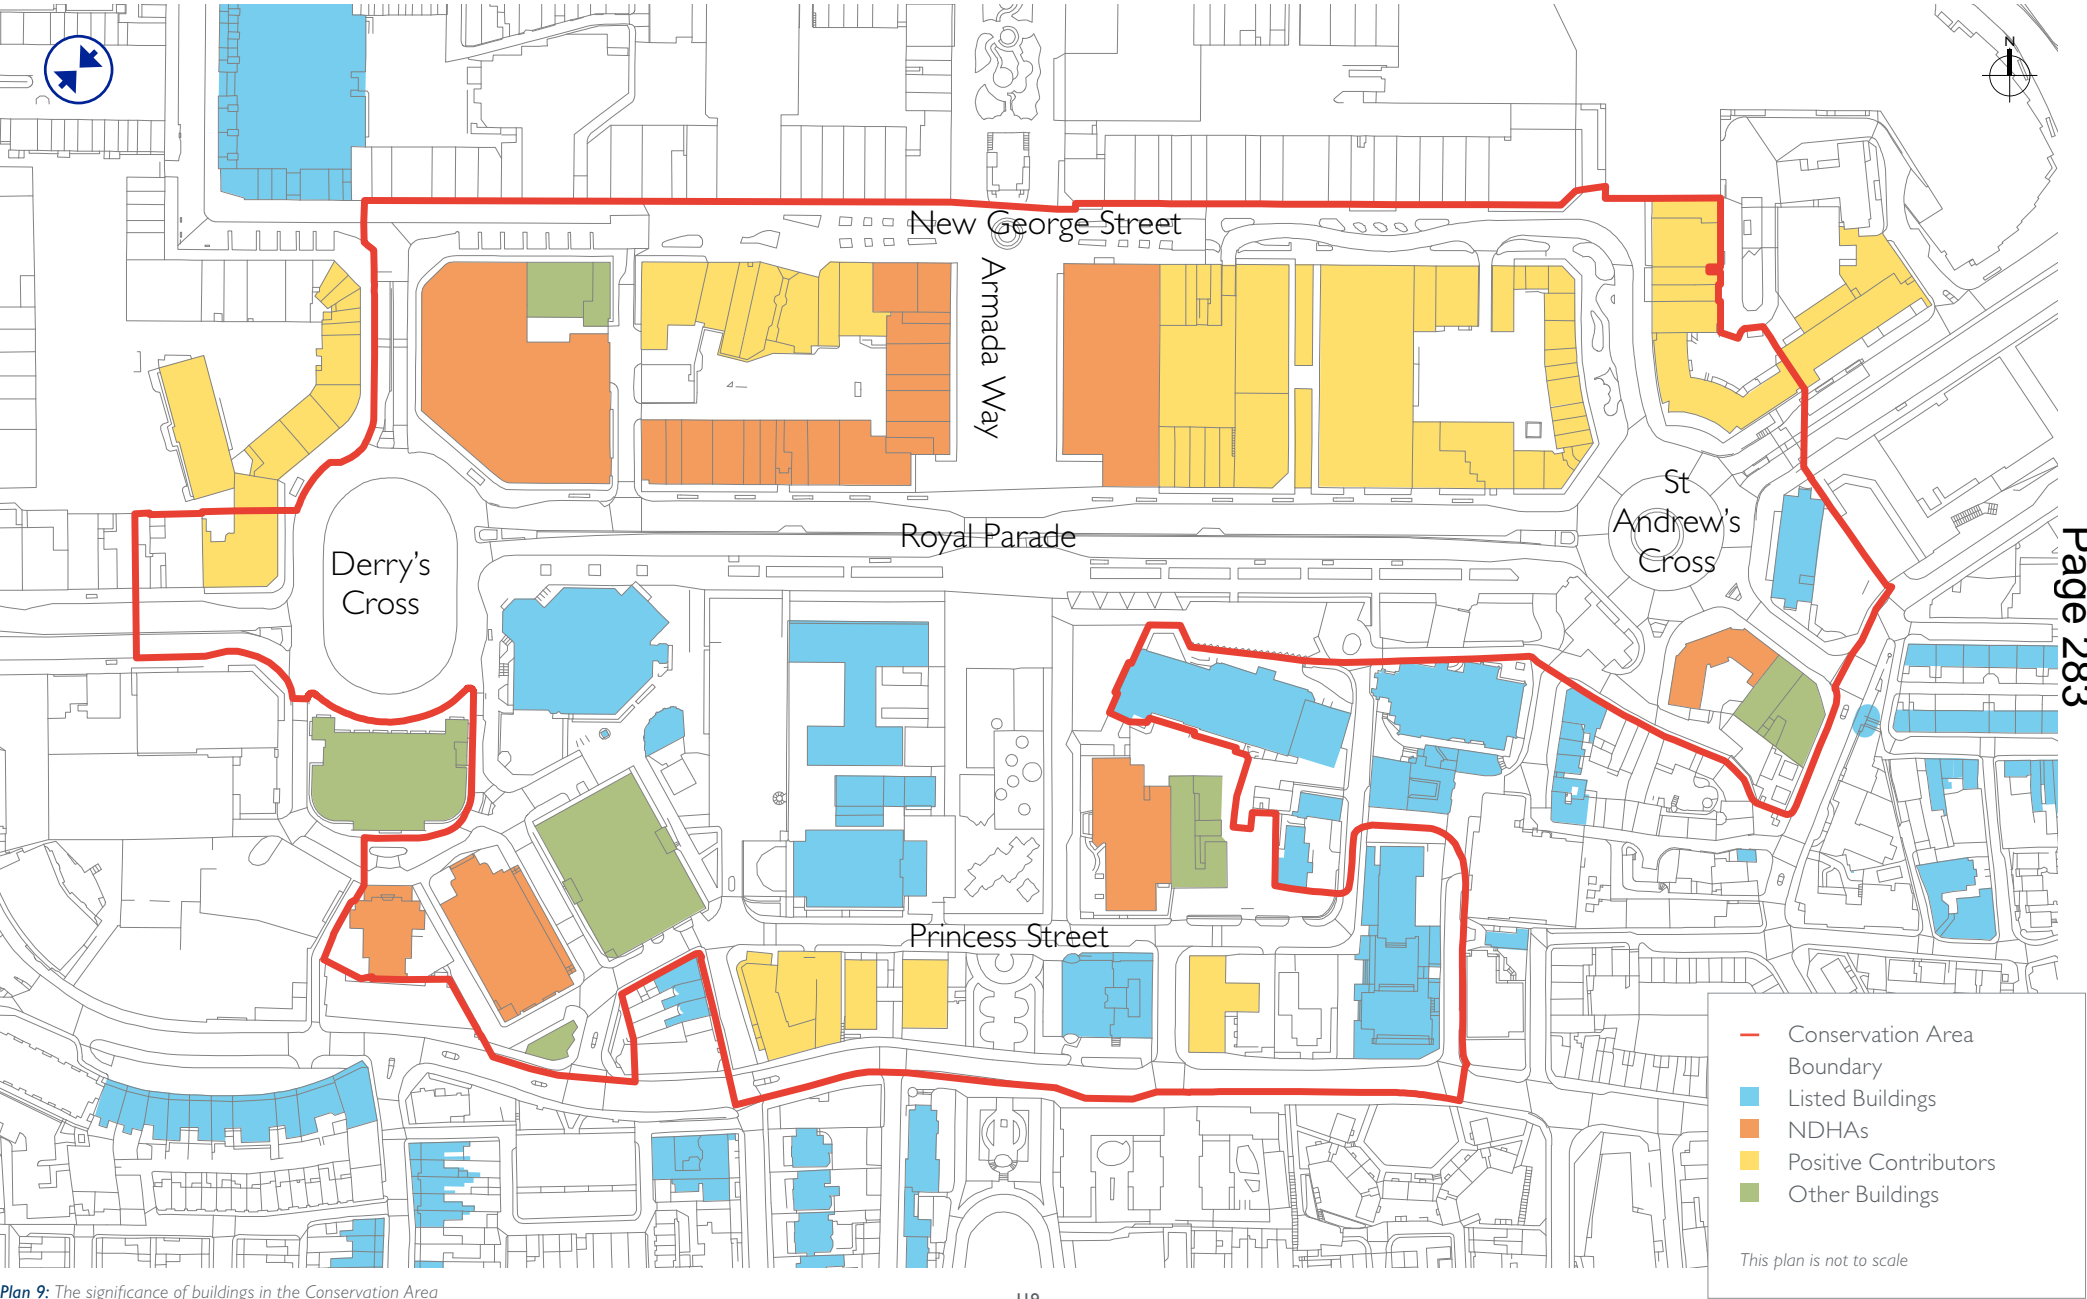 N
New George Street
Armada Way
St
Andrew's
Cross
Royal Parade
Derry's
Cross
Page 283
Princess Street
Conservation Area
Boundary
Listed Buildings
NDHAs
Positive Contributors
Other Buildings
This plan is not to scale
Plan 9: The significance of buildings in the Conservation Area